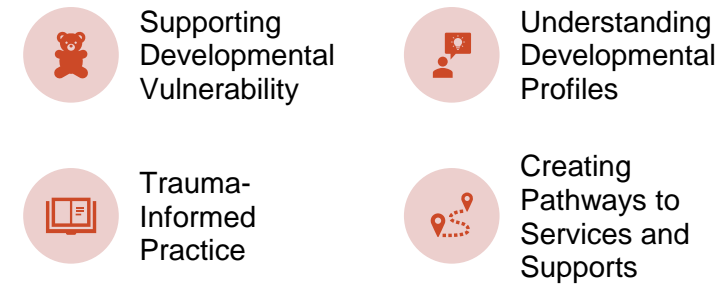 Supporting
Developmental
Vulnerability
Understanding
Developmental
Profiles
Trauma-
Informed
Practice
Creating
Pathways to
Services and
Supports